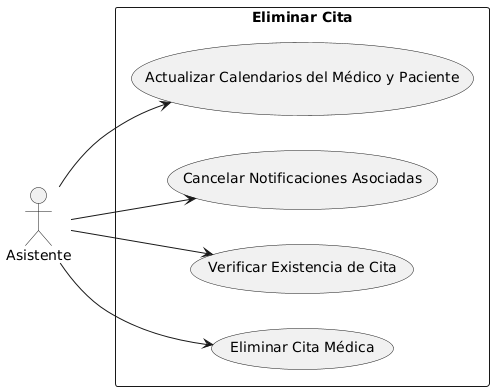 Eliminar Cita
Actualizar Calendarios del Médico y Paciente
Cancelar Notificaciones Asociadas
Asistente
Verificar Existencia de Cita
Eliminar Cita Médica